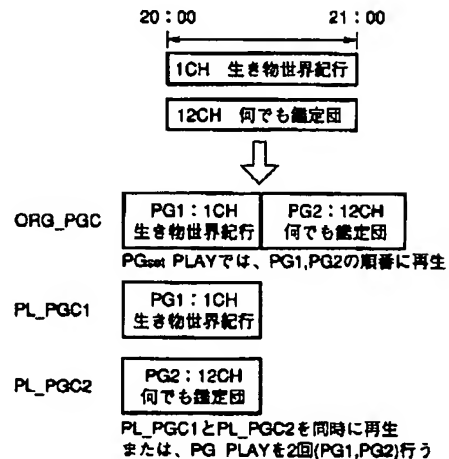 20：00 21：00
1CH 生き物世界紀行
12CH 何でも鑑定団
ORG_PGC
PG1：1CH
生き物世界紀行
PG2：12CH
何でも鑑定団
PGset PLAYでは、PG1,PG2の順番に再生
PL_PGC1
PG1：1CH
生き物世界紀行
PL_PGC2
PG2：12CH
何でも鑑定団
PL_PGC1とPL_PGC2を同時に再生
または、PG PLAYを2回(PG1,PG2)行う